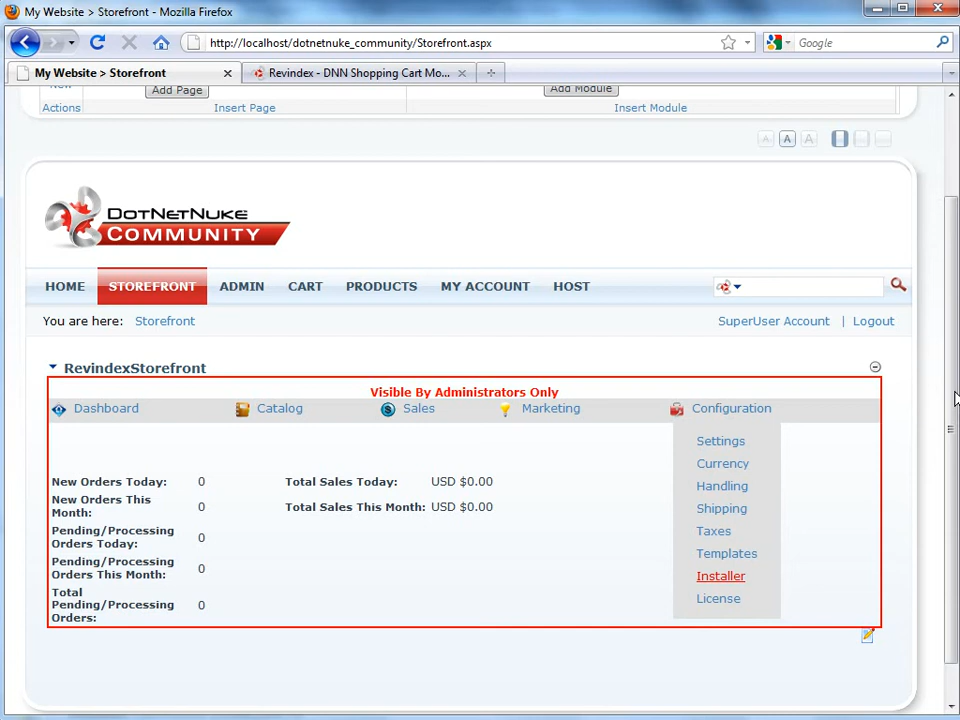 My Website > Storefront - Mozilla Firefox
http://localhost/dotnetnuke_community/Storefront.aspx
Google
My Website > Storefront
Revindex - DNN Shopping Cart Mo...
New
Add Page
Add Module
Actions
Insert Page
Insert Module
A A A
DOTNETNUKE
COMMUNITY
HOME STOREFRONT ADMIN CART PRODUCTS MY ACCOUNT HOST
You are here: Storefront
SuperUser Account | Logout
RevindexStorefront
Visible By Administrators Only
Dashboard Catalog Sales Marketing Configuration
Settings
Currency
Handling
Shipping
Taxes
Templates
Installer
License
New Orders Today: 0 Total Sales Today: USD $0.00
New Orders This
Month: 0 Total Sales This Month: USD $0.00
Pending/Processing
Orders Today: 0
Pending/Processing
Orders This Month: 0
Total
Pending/Processing
Orders: 0